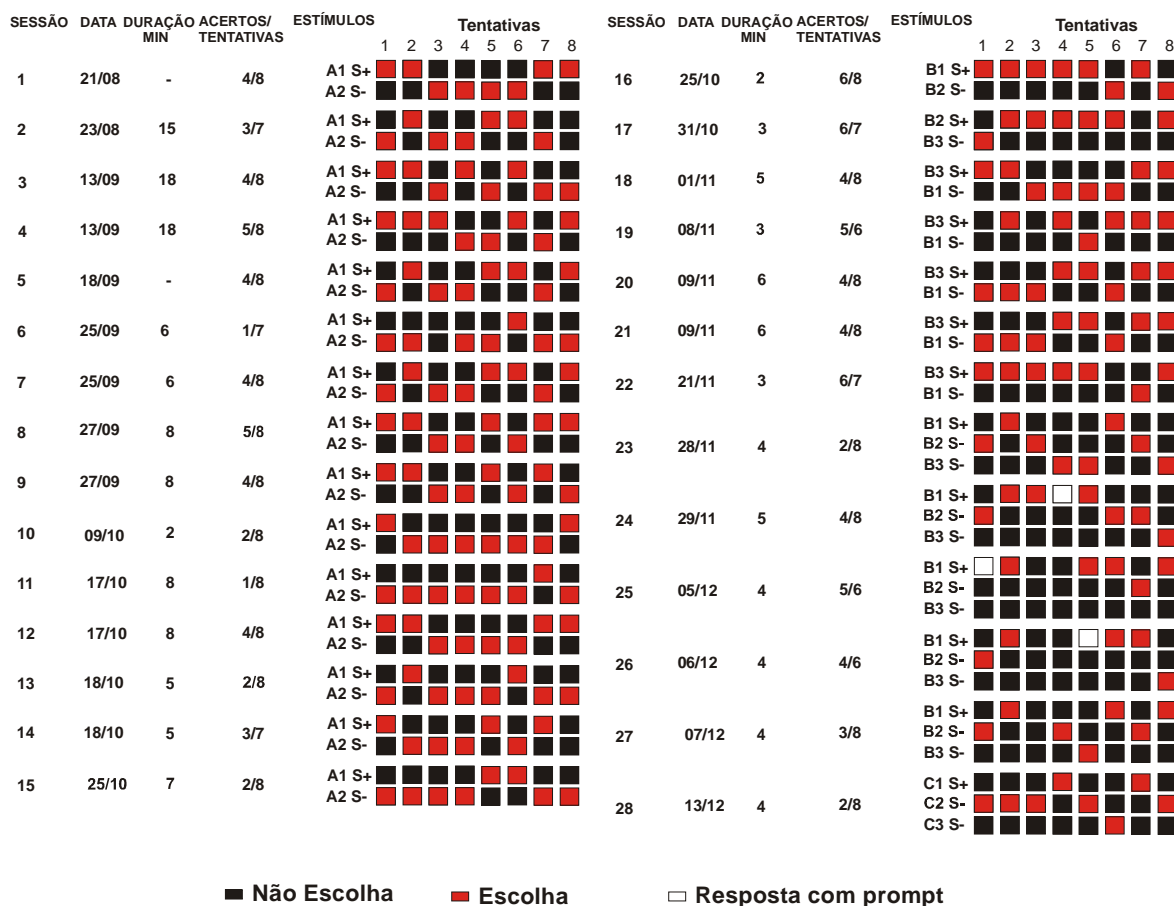 SESSÃO DATA DURAÇÃO MIN ACERTOS/ TENTATIVAS ESTÍMULOS Tentativas
1 2 3 4 5 6 7 8
1 21/08 - 4/8 A1 S+
A2 S-
2 23/08 15 3/7 A1 S+
A2 S-
3 13/09 18 4/8 A1 S+
A2 S-
4 13/09 18 5/8 A1 S+
A2 S-
5 18/09 - 4/8 A1 S+
A2 S-
6 25/09 6 1/7 A1 S+
A2 S-
7 25/09 6 4/8 A1 S+
A2 S-
8 27/09 8 5/8 A1 S+
A2 S-
9 27/09 8 4/8 A1 S+
A2 S-
10 09/10 2 2/8 A1 S+
A2 S-
11 17/10 8 1/8 A1 S+
A2 S-
12 17/10 8 4/8 A1 S+
A2 S-
13 18/10 5 2/8 A1 S+
A2 S-
14 18/10 5 3/7 A1 S+
A2 S-
15 25/10 7 2/8 A1 S+
A2 S-
SESSÃO DATA DURAÇÃO MIN ACERTOS/ TENTATIVAS ESTÍMULOS Tentativas
1 2 3 4 5 6 7 8
16 25/10 2 6/8 B1 S+
B2 S-
17 31/10 3 6/7 B2 S+
B3 S-
18 01/11 5 4/8 B3 S+
B1 S-
19 08/11 3 5/6 B3 S+
B1 S-
20 09/11 6 4/8 B3 S+
B1 S-
21 09/11 6 4/8 B3 S+
B1 S-
22 21/11 3 6/7 B3 S+
B1 S-
23 28/11 4 2/8 B1 S+
B2 S-
B3 S-
24 29/11 5 4/8 B1 S+
B2 S-
B3 S-
25 05/12 4 5/6 B1 S+
B2 S-
B3 S-
26 06/12 4 4/6 B1 S+
B2 S-
B3 S-
27 07/12 4 3/8 B1 S+
B2 S-
B3 S-
28 13/12 4 2/8 C1 S+
C2 S-
C3 S-
Não Escolha Escolha Resposta com prompt